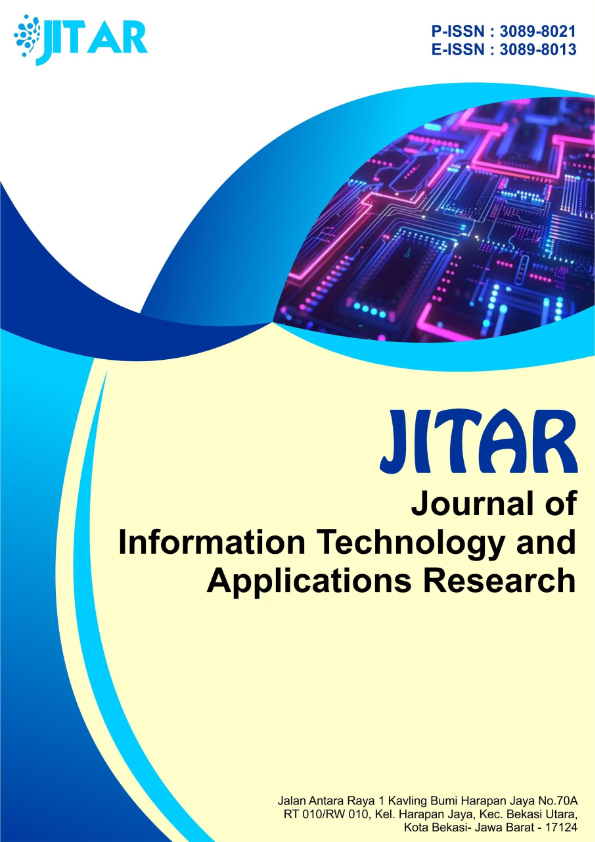 JITAR
P-ISSN : 3089-8021
E-ISSN : 3089-8013
JITAR
Journal of
Information Technology and
Applications Research
Jalan Antara Raya 1 Kavling Bumi Harapan Jaya No.70A
RT 010/RW 010, Kel. Harapan Jaya, Kec. Bekasi Utara,
Kota Bekasi- Jawa Barat - 17124